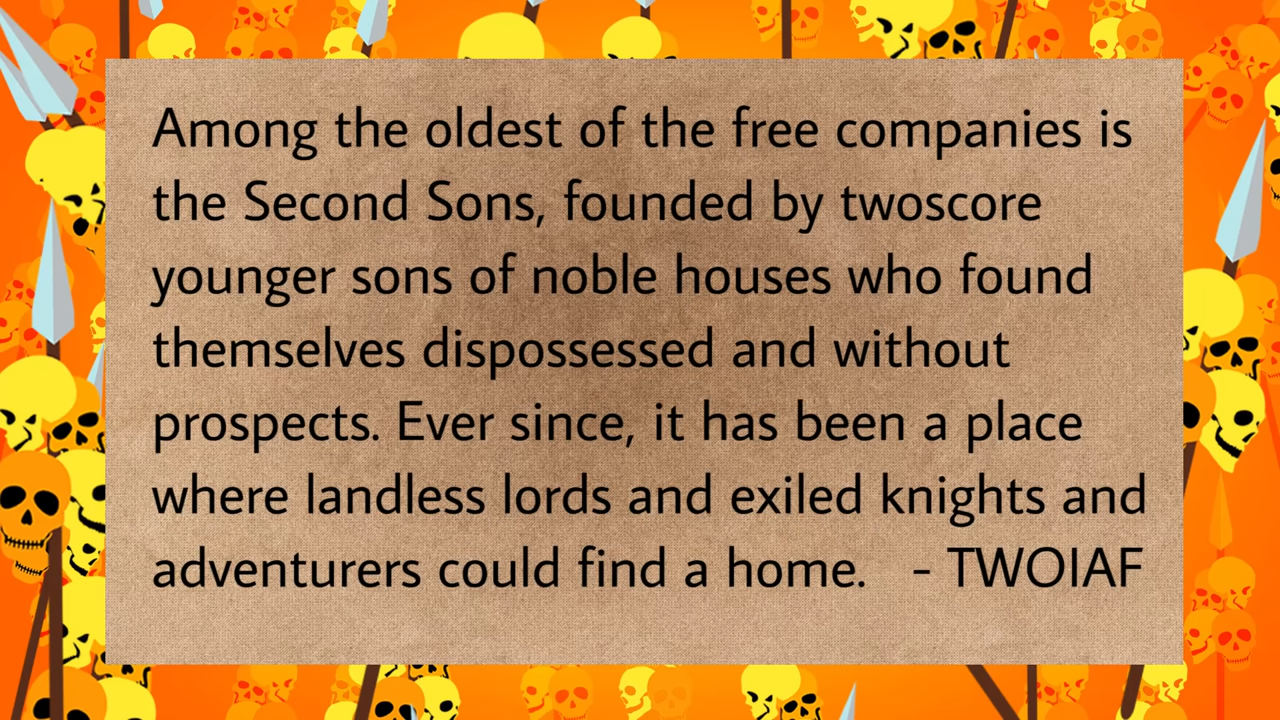 Among the oldest of the free companies is
the Second Sons, founded by twoscore
younger sons of noble houses who found
themselves dispossessed and without
prospects. Ever since, it has been a place
where landless lords and exiled knights and
adventurers could find a home. - TWOIAF